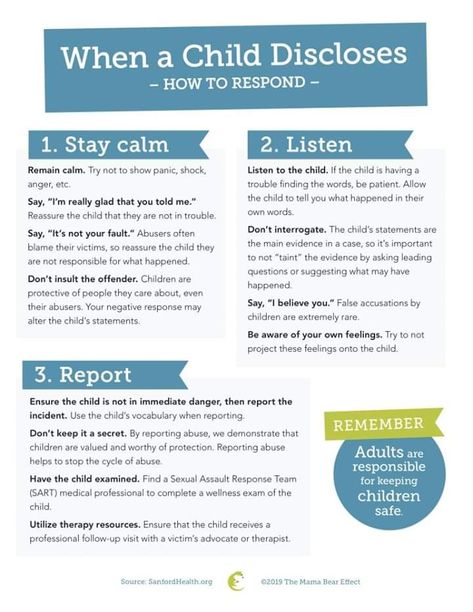 When a Child Discloses
– HOW TO RESPOND –
1. Stay calm
Remain calm. Try not to show panic, shock,
anger, etc.
Say, “I’m really glad that you told me.”
Reassure the child that they are not in trouble.
Say, “It’s not your fault.” Abusers often
blame their victims, so reassure the child they
are not responsible for what happened.
Don’t insult the offender. Children are
protective of people they care about, even
their abusers. Your negative response may
alter the child’s statements.
2. Listen
Listen to the child. If the child is having a
trouble finding the words, be patient. Allow
the child to tell you what happened in their
own words.
Don’t interrogate. The child’s statements are
the main evidence in a case, so it’s important
to not “taint” the evidence by asking leading
questions or suggesting what may have
happened.
Say, “I believe you.” False accusations by
children are extremely rare.
Be aware of your own feelings. Try to not
project these feelings onto the child.
3. Report
Ensure the child is not in immediate danger, then report the
incident. Use the child’s vocabulary when reporting.
Don’t keep it a secret. By reporting abuse, we demonstrate that
children are valued and worthy of protection. Reporting abuse
helps to stop the cycle of abuse.
Have the child examined. Find a Sexual Assault Response Team
(SART) medical professional to complete a wellness exam of the
child.
Utilize therapy resources. Ensure that the child receives a
professional follow-up visit with a victim’s advocate or therapist.
REMEMBER
Adults are
responsible
for keeping
children
safe.
Source: SanfordHealth.org
©2019 The Mama Bear Effect